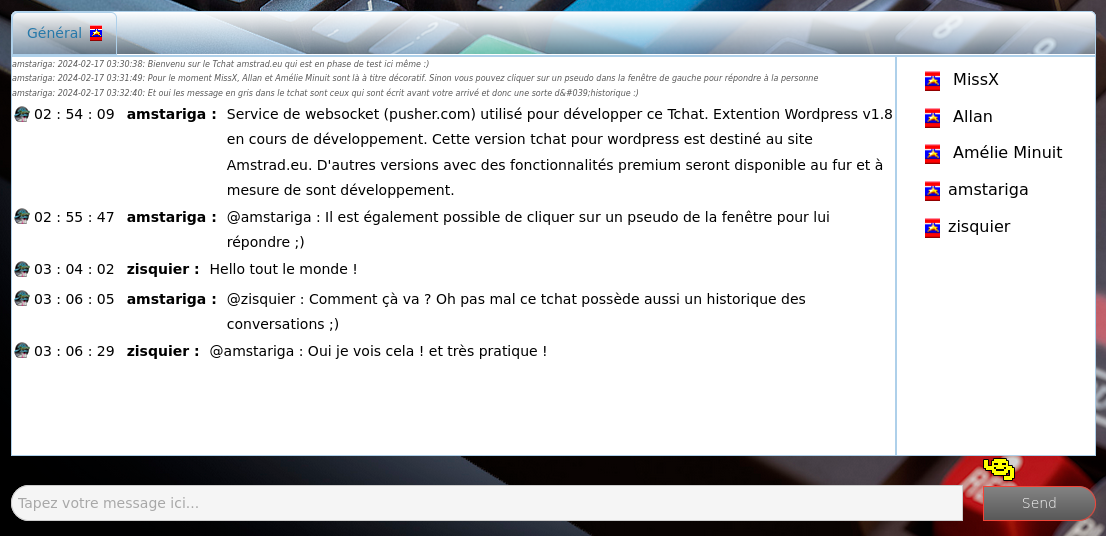 Général
amstariga: 2024-02-17 03:30:38: Bienvenu sur le Tchat amstrad.eu qui est en phase de test ici même :)
amstariga: 2024-02-17 03:31:49: Pour le moment MissX, Allan et Amélie Minuit sont là à titre décoratif. Sinon vous pouvez cliquer sur un pseudo dans la fenêtre de gauche pour répondre à la personne
amstariga: 2024-02-17 03:32:40: Et oui les message en gris dans le tchat sont ceux qui sont écrit avant votre arrivé et donc une sorte d&#039;historique :)
02 : 54 : 09 amstariga : Service de websocket (pusher.com) utilisé pour développer ce Tchat. Extention Wordpress v1.8
en cours de développement. Cette version tchat pour wordpress est destiné au site
Amstrad.eu. D'autres versions avec des fonctionnalités premium seront disponible au fur et à
mesure de sont développement.
02 : 55 : 47 amstariga : @amstariga : Il est également possible de cliquer sur un pseudo de la fenêtre pour lui
répondre ;)
03 : 04 : 02 zisquier : Hello tout le monde !
03 : 06 : 05 amstariga : @zisquier : Comment çà va ? Oh pas mal ce tchat possède aussi un historique des
conversations ;)
03 : 06 : 29 zisquier : @amstariga : Oui je vois cela ! et très pratique !
MissX
Allan
Amélie Minuit
amstariga
zisquier
Tapez votre message ici...
Send